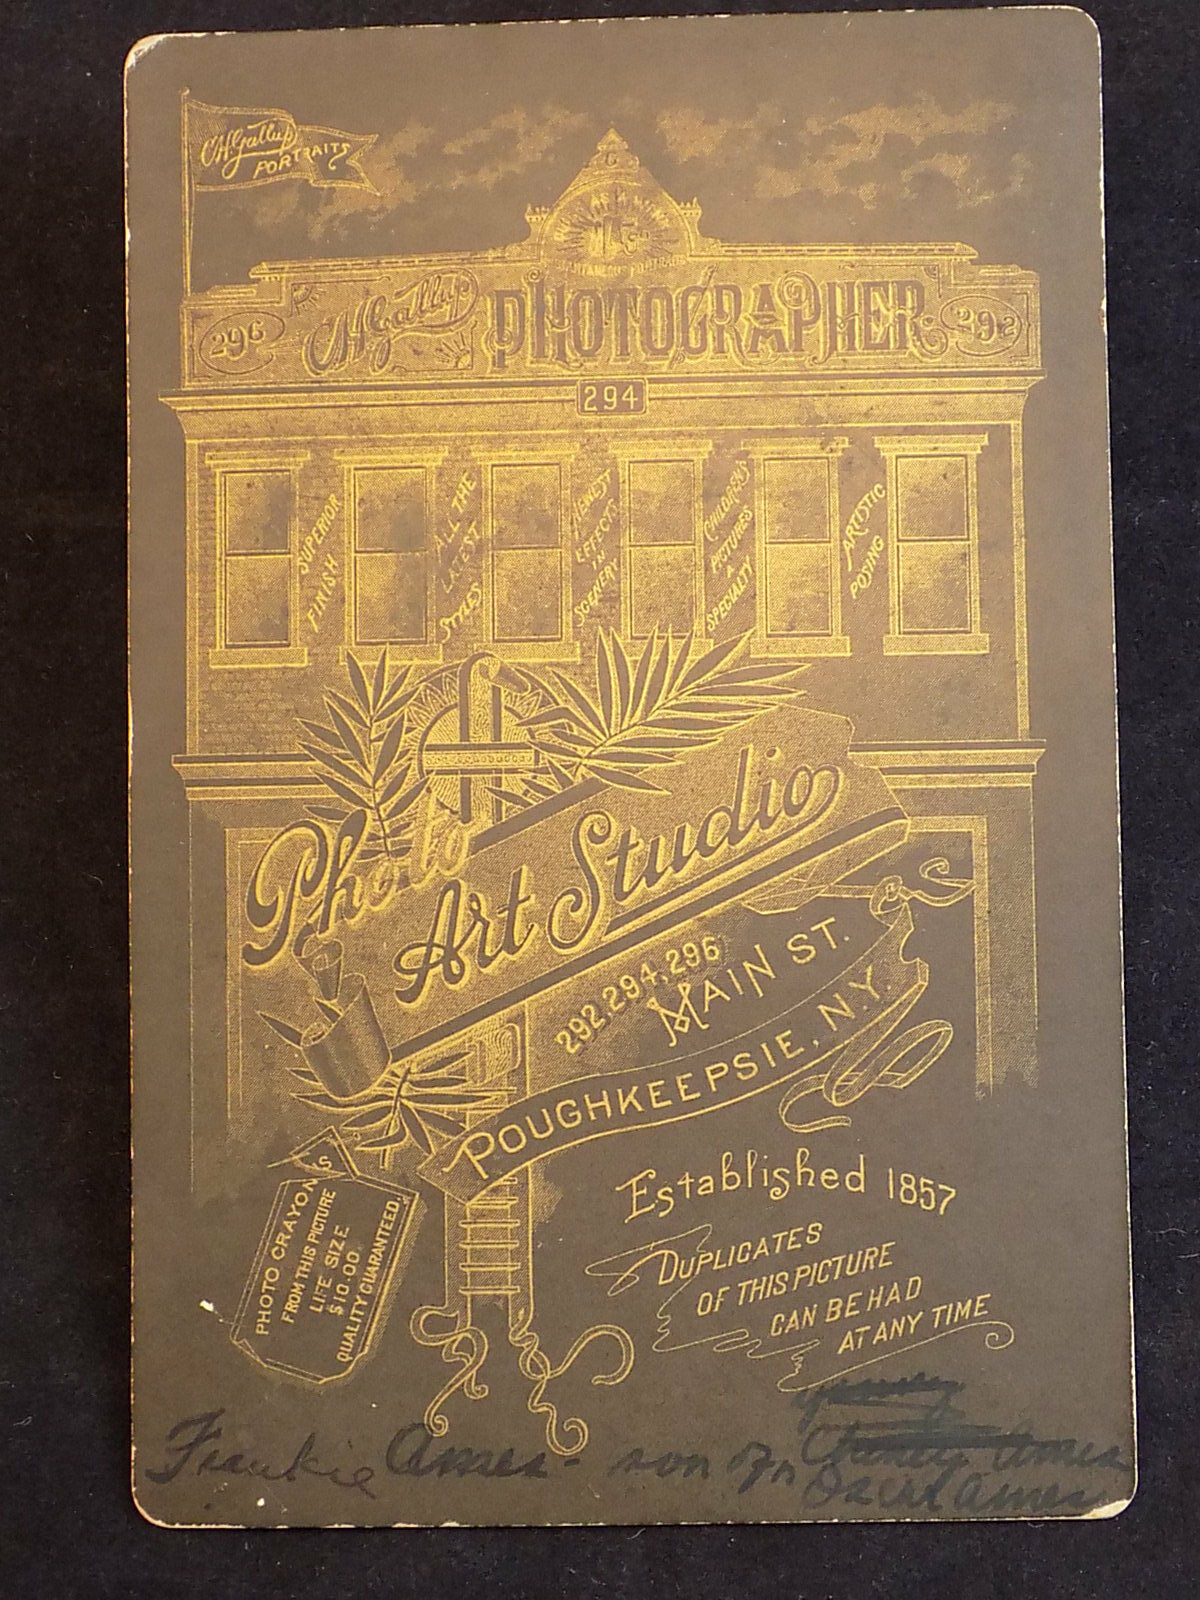 C.H. Gallup
PORTRAITS
G
296 C.H. Gallup PHOTOGRAPHER 292
294
SUPERIOR
FINISH
ALL THE
LATEST
STYLES
NEWEST
EFFECTS
IN
SCENERY
CHILDREN'S
PICTURES
A
SPECIALTY
ARTISTIC
POSING
Photo
Art Studio
292, 294, 296
MAIN ST.
POUGHKEEPSIE, N.Y.
Established 1857
DUPLICATES
OF THIS PICTURE
CAN BE HAD
AT ANY TIME
PHOTO CRAYONS
FROM THIS PICTURE
LIFE SIZE
$10.00
QUALITY GUARANTEED
Frankie Ames - son of Ames
Oscar Ames